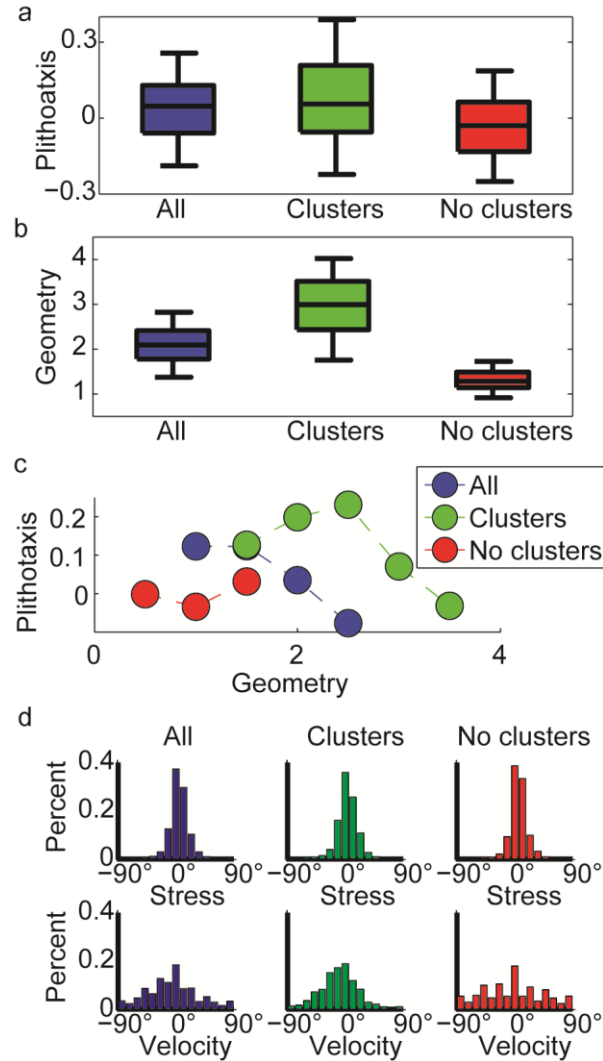 a
Plithoatxis
0.3
0
−0.3
All
Clusters
No clusters
b
Geometry
4
3
2
1
All
Clusters
No clusters
c
Plithotaxis
0.2
0.1
0
0
2
4
Geometry
All
Clusters
No clusters
d
All
Clusters
No clusters
Percent
0.4
0.2
0
−90° 0° 90°
−90° 0° 90°
−90° 0° 90°
Stress
Stress
Stress
Percent
0.4
0.2
0
−90° 0° 90°
−90° 0° 90°
−90° 0° 90°
Velocity
Velocity
Velocity